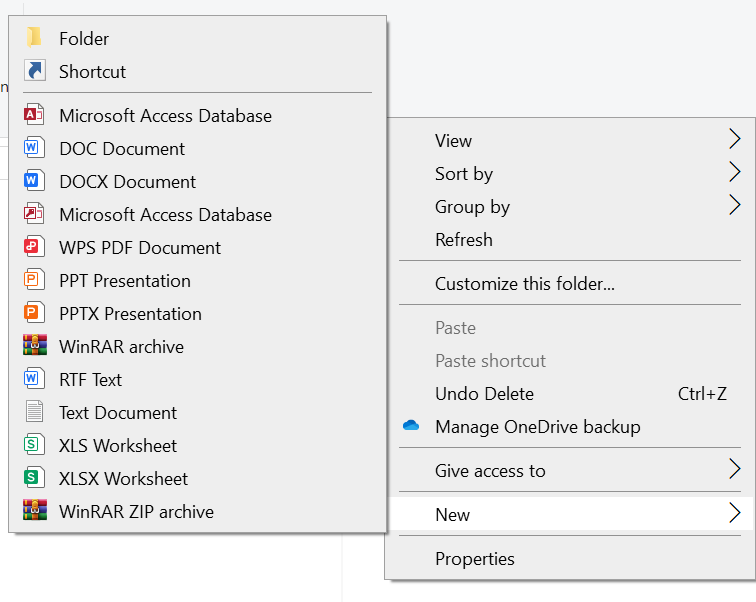 Folder
Shortcut
Microsoft Access Database
DOC Document
DOCX Document
Microsoft Access Database
WPS PDF Document
PPT Presentation
PPTX Presentation
WinRAR archive
RTF Text
Text Document
XLS Worksheet
XLSX Worksheet
WinRAR ZIP archive
View
Sort by
Group by
Refresh
Customize this folder...
Paste
Paste shortcut
Undo Delete Ctrl+Z
Manage OneDrive backup
Give access to
New
Properties